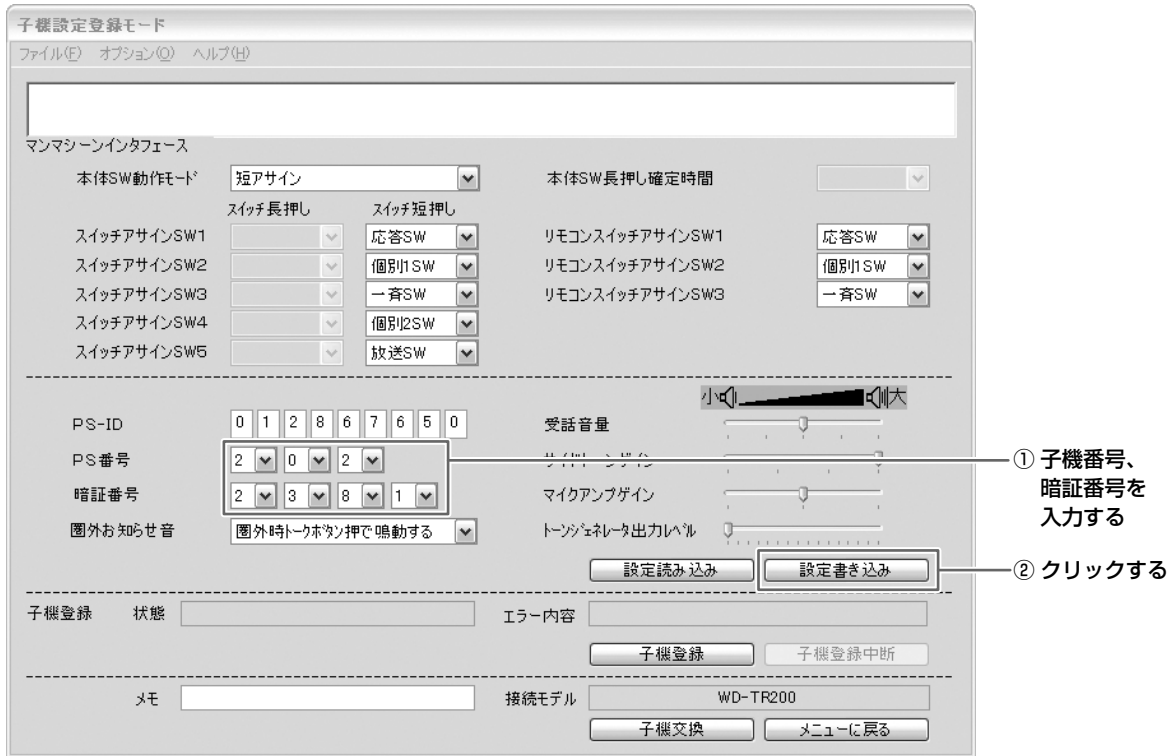 子機設定登録モード
ファイル(F) オプション(O) ヘルプ(H)
マンマシーンインタフェース
本体SW動作モード 短アサイン 本体SW長押し確定時間
スイッチ長押し スイッチ短押し
スイッチアサインSW1 応答SW リモコンスイッチアサインSW1 応答SW
スイッチアサインSW2 個別1SW リモコンスイッチアサインSW2 個別1SW
スイッチアサインSW3 一斉SW リモコンスイッチアサインSW3 一斉SW
スイッチアサインSW4 個別2SW
スイッチアサインSW5 放送SW
小 大
PS-ID 0 1 2 8 6 7 6 5 0 受話音量
PS番号 2 0 2 サイドトーンゲイン
① 子機番号、
暗証番号を
入力する
暗証番号 2 3 8 1 マイクアンプゲイン
圏外お知らせ音 圏外時トークボタン押で鳴動する トーンジェネレータ出力レベル
設定読み込み 設定書き込み
② クリックする
子機登録 状態 エラー内容
子機登録 子機登録中断
メモ 接続モデル WD-TR200
子機交換 メニューに戻る